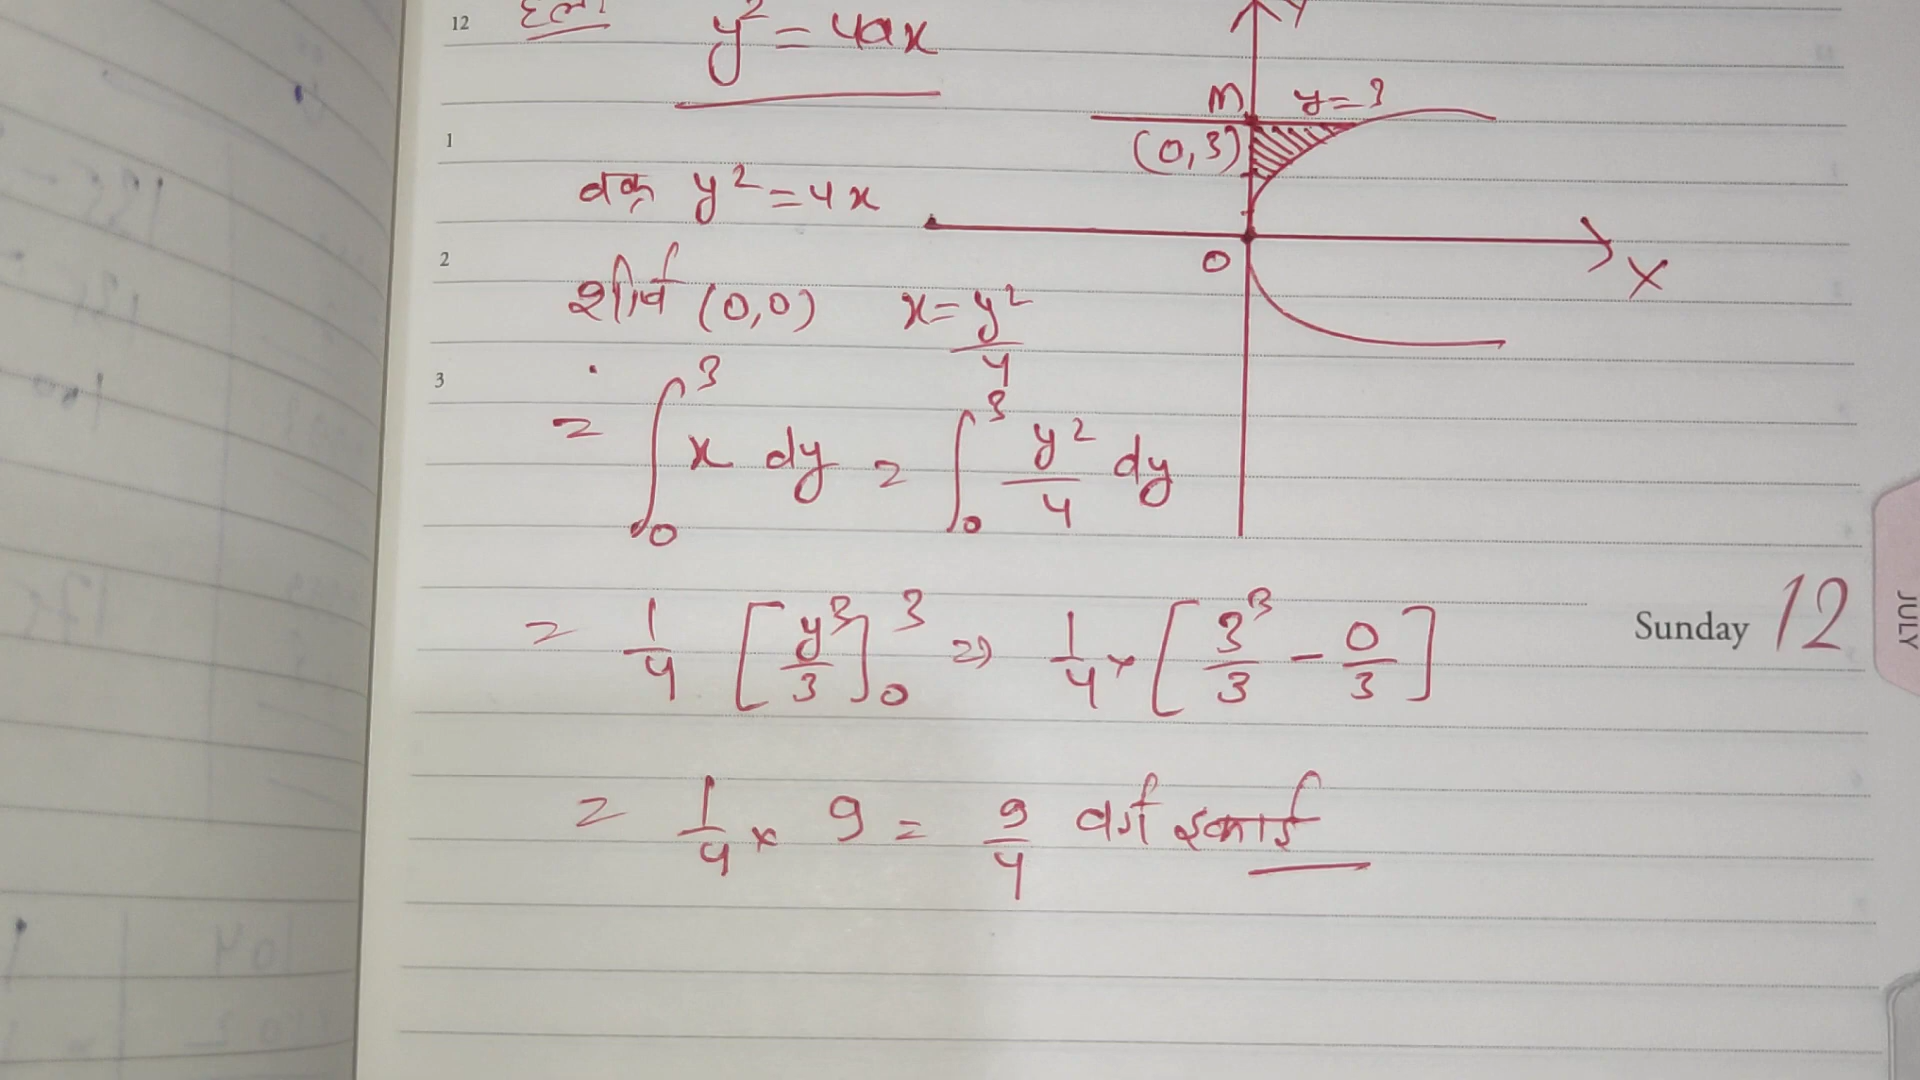 12 हल:
y² = 4ax
Y
M y=3
(0,3)
1
वक्र y² = 4x
2
O X
शीर्ष (0,0) x = y²/4
3
= ∫₀³ x dy = ∫₀³ y²/4 dy
= 1/4 [y³/3]₀³ ⇒ 1/4 × [3³/3 - 0/3]
Sunday 12
JULY
= 1/4 × 9 = 9/4 वर्ग इकाई